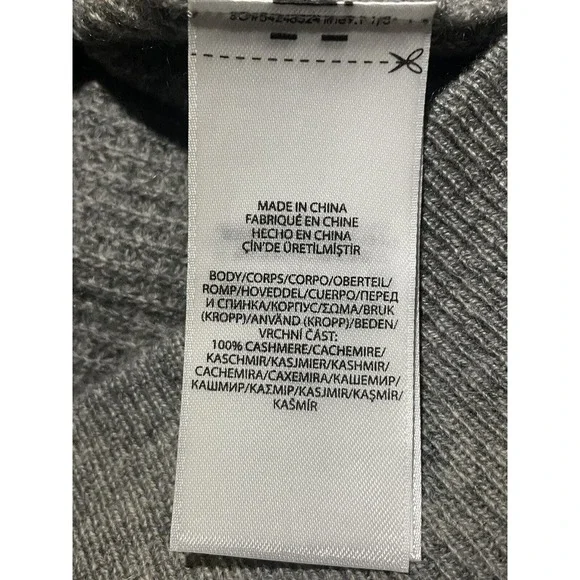 MADE IN CHINA
FABRIQUÉ EN CHINE
HECHO EN CHINA
ÇİN'DE ÜRETİLMİŞTİR
BODY/CORPS/CORPO/OBERTEIL/
ROMP/HOVEDDEL/CUERPO/ПЕРЕД
И СПИНКА/КОРПУС/ΣΩΜΑ/BRUK
(KROPP)/ANVÄND (KROPP)/BEDEN/
VRCHNÍ ČÁST:
100% CASHMERE/CACHEMIRE/
KASCHMIR/KASJMIER/KASHMIR/
CACHEMIRA/CAXEMIRA/КАШЕМИР/
КАШМИР/ΚΑΣΜΙΡ/KASJMIR/KAŞMİR/
KAŠMÍR